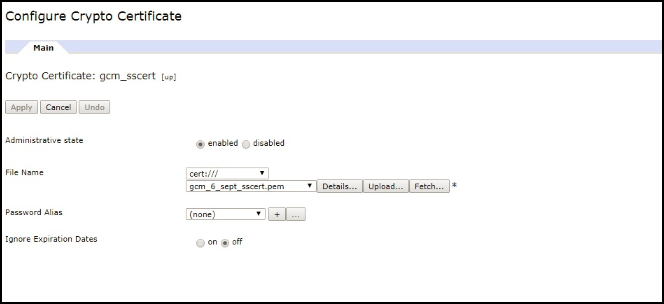 Configure Crypto Certificate
Main
Crypto Certificate: gcm_sscert [up]
Apply Cancel Undo
Administrative state enabled disabled
File Name cert:///
gcm_6_sept_sscert.pem Details... Upload... Fetch... *
Password Alias (none) + ...
Ignore Expiration Dates on off